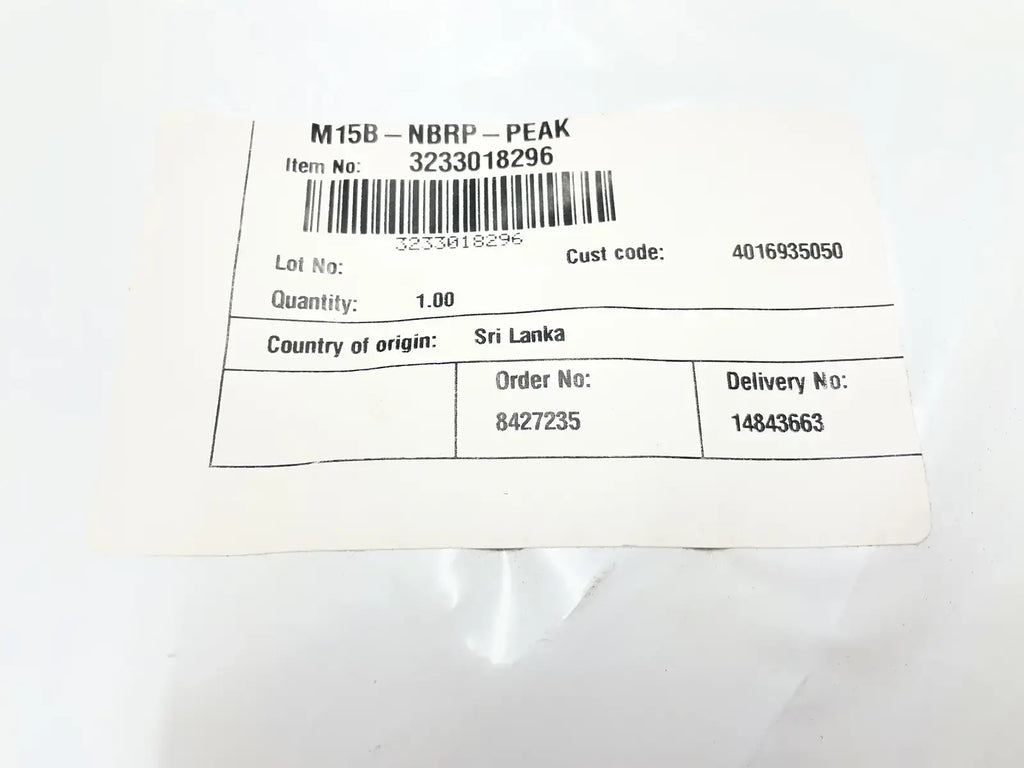 M15B – NBRP – PEAK
Item No: 3233018296
3233018296
Lot No:
Cust code: 4016935050
Quantity: 1.00
Country of origin: Sri Lanka
Order No: Delivery No:
8427235 14843663